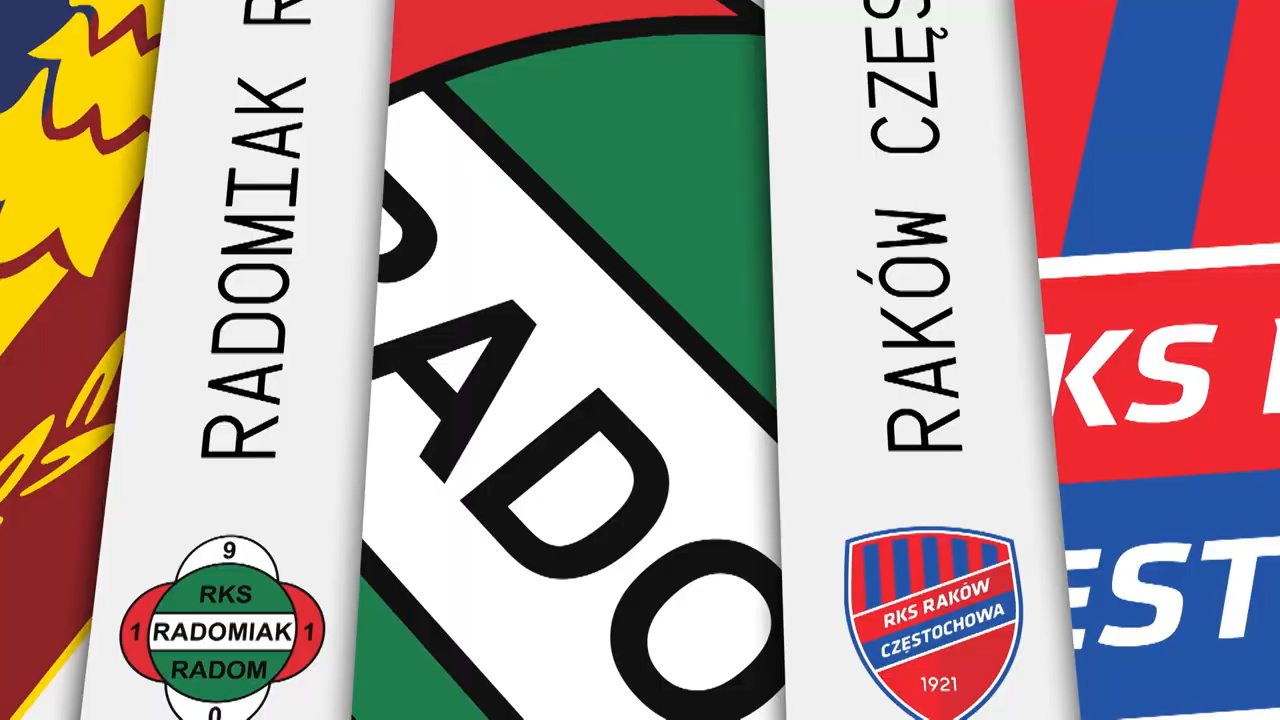 RADOMIAK R
9
RKS
1 RADOMIAK 1
RADOM
0
RADO
RAKÓW CZĘS
RKS RAKÓW
CZĘSTOCHOWA
1921
KS
EST